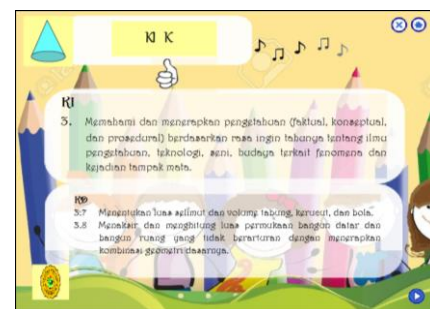 KI K
KI
3. Memahami dan menerapkan pengetahuan (faktual, konseptual,
dan prosedural) berdasarkan rasa ingin tahunya tentang ilmu
pengetahuan, teknologi, seni, budaya terkait fenomena dan
kejadian tampak mata.
KD
3.7 Menentukan luas selimut dan volume tabung, kerucut, dan bola.
3.8 Menaksir dan menghitung luas permukaan bangun datar dan
bangun ruang yang tidak beraturan dengan menerapkan
kombinasi geometri dasarnya.